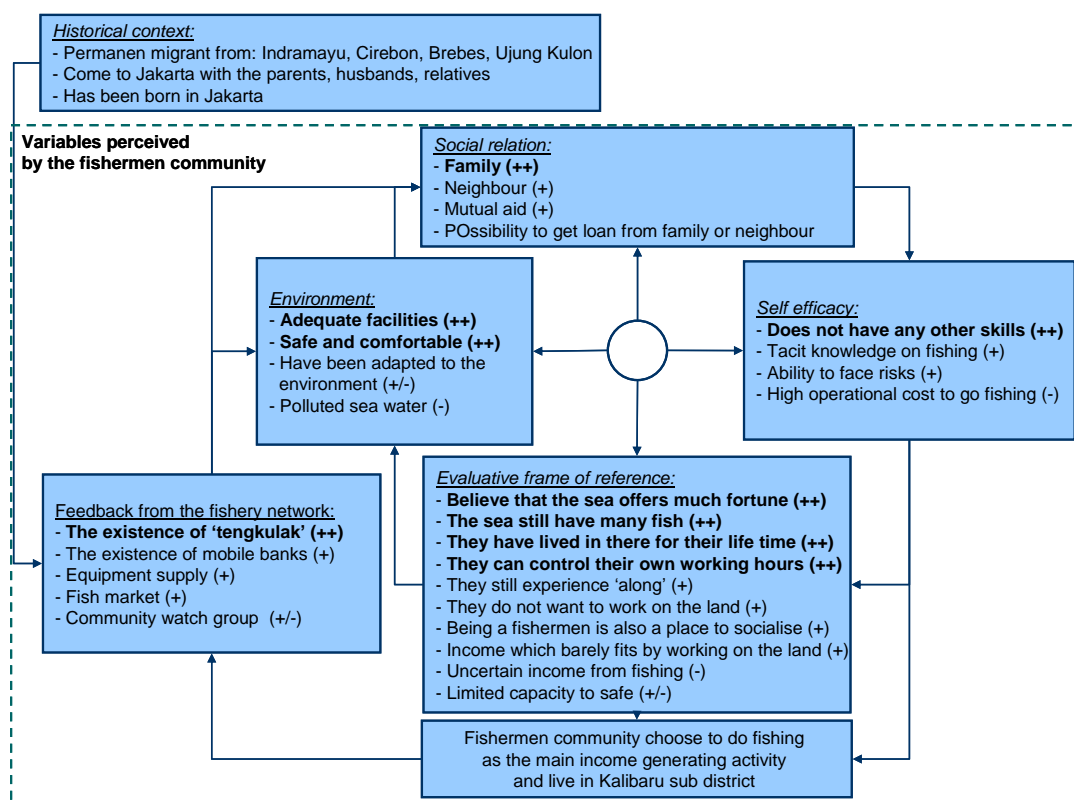 Historical context:
- Permanen migrant from: Indramayu, Cirebon, Brebes, Ujung Kulon
- Come to Jakarta with the parents, husbands, relatives
- Has been born in Jakarta
Variables perceived
by the fishermen community
Social relation:
- Family (++)
- Neighbour (+)
- Mutual aid (+)
- POssibility to get loan from family or neighbour
Environment:
- Adequate facilities (++)
- Safe and comfortable (++)
- Have been adapted to the
environment (+/-)
- Polluted sea water (-)
Self efficacy:
- Does not have any other skills (++)
- Tacit knowledge on fishing (+)
- Ability to face risks (+)
- High operational cost to go fishing (-)
Feedback from the fishery network:
- The existence of 'tengkulak' (++)
- The existence of mobile banks (+)
- Equipment supply (+)
- Fish market (+)
- Community watch group (+/-)
Evaluative frame of reference:
- Believe that the sea offers much fortune (++)
- The sea still have many fish (++)
- They have lived in there for their life time (++)
- They can control their own working hours (++)
- They still experience 'along' (+)
- They do not want to work on the land (+)
- Being a fishermen is also a place to socialise (+)
- Income which barely fits by working on the land (+)
- Uncertain income from fishing (-)
- Limited capacity to safe (+/-)
Fishermen community choose to do fishing
as the main income generating activity
and live in Kalibaru sub district